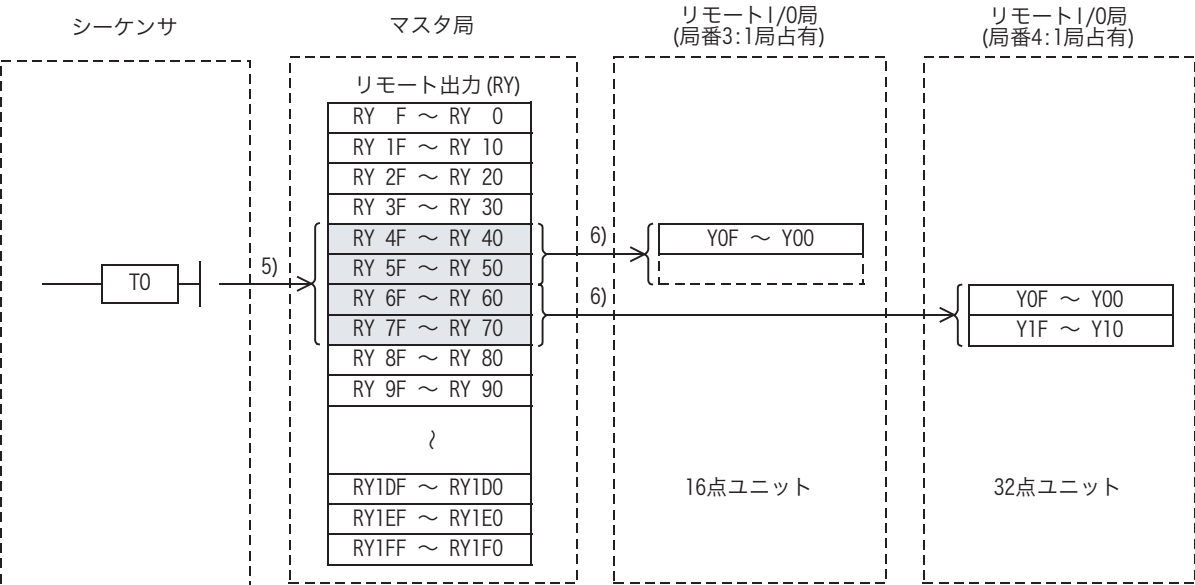 シーケンサ
マスタ局
リモートI/O局
(局番3:1局占有)
リモートI/O局
(局番4:1局占有)
リモート出力(RY)
RY F ～ RY 0
RY 1F ～ RY 10
RY 2F ～ RY 20
RY 3F ～ RY 30
RY 4F ～ RY 40
RY 5F ～ RY 50
RY 6F ～ RY 60
RY 7F ～ RY 70
RY 8F ～ RY 80
RY 9F ～ RY 90
～
RY1DF ～ RY1D0
RY1EF ～ RY1E0
RY1FF ～ RY1F0
TO
5)
6)
6)
Y0F ～ Y00
16点ユニット
Y0F ～ Y00
Y1F ～ Y10
32点ユニット